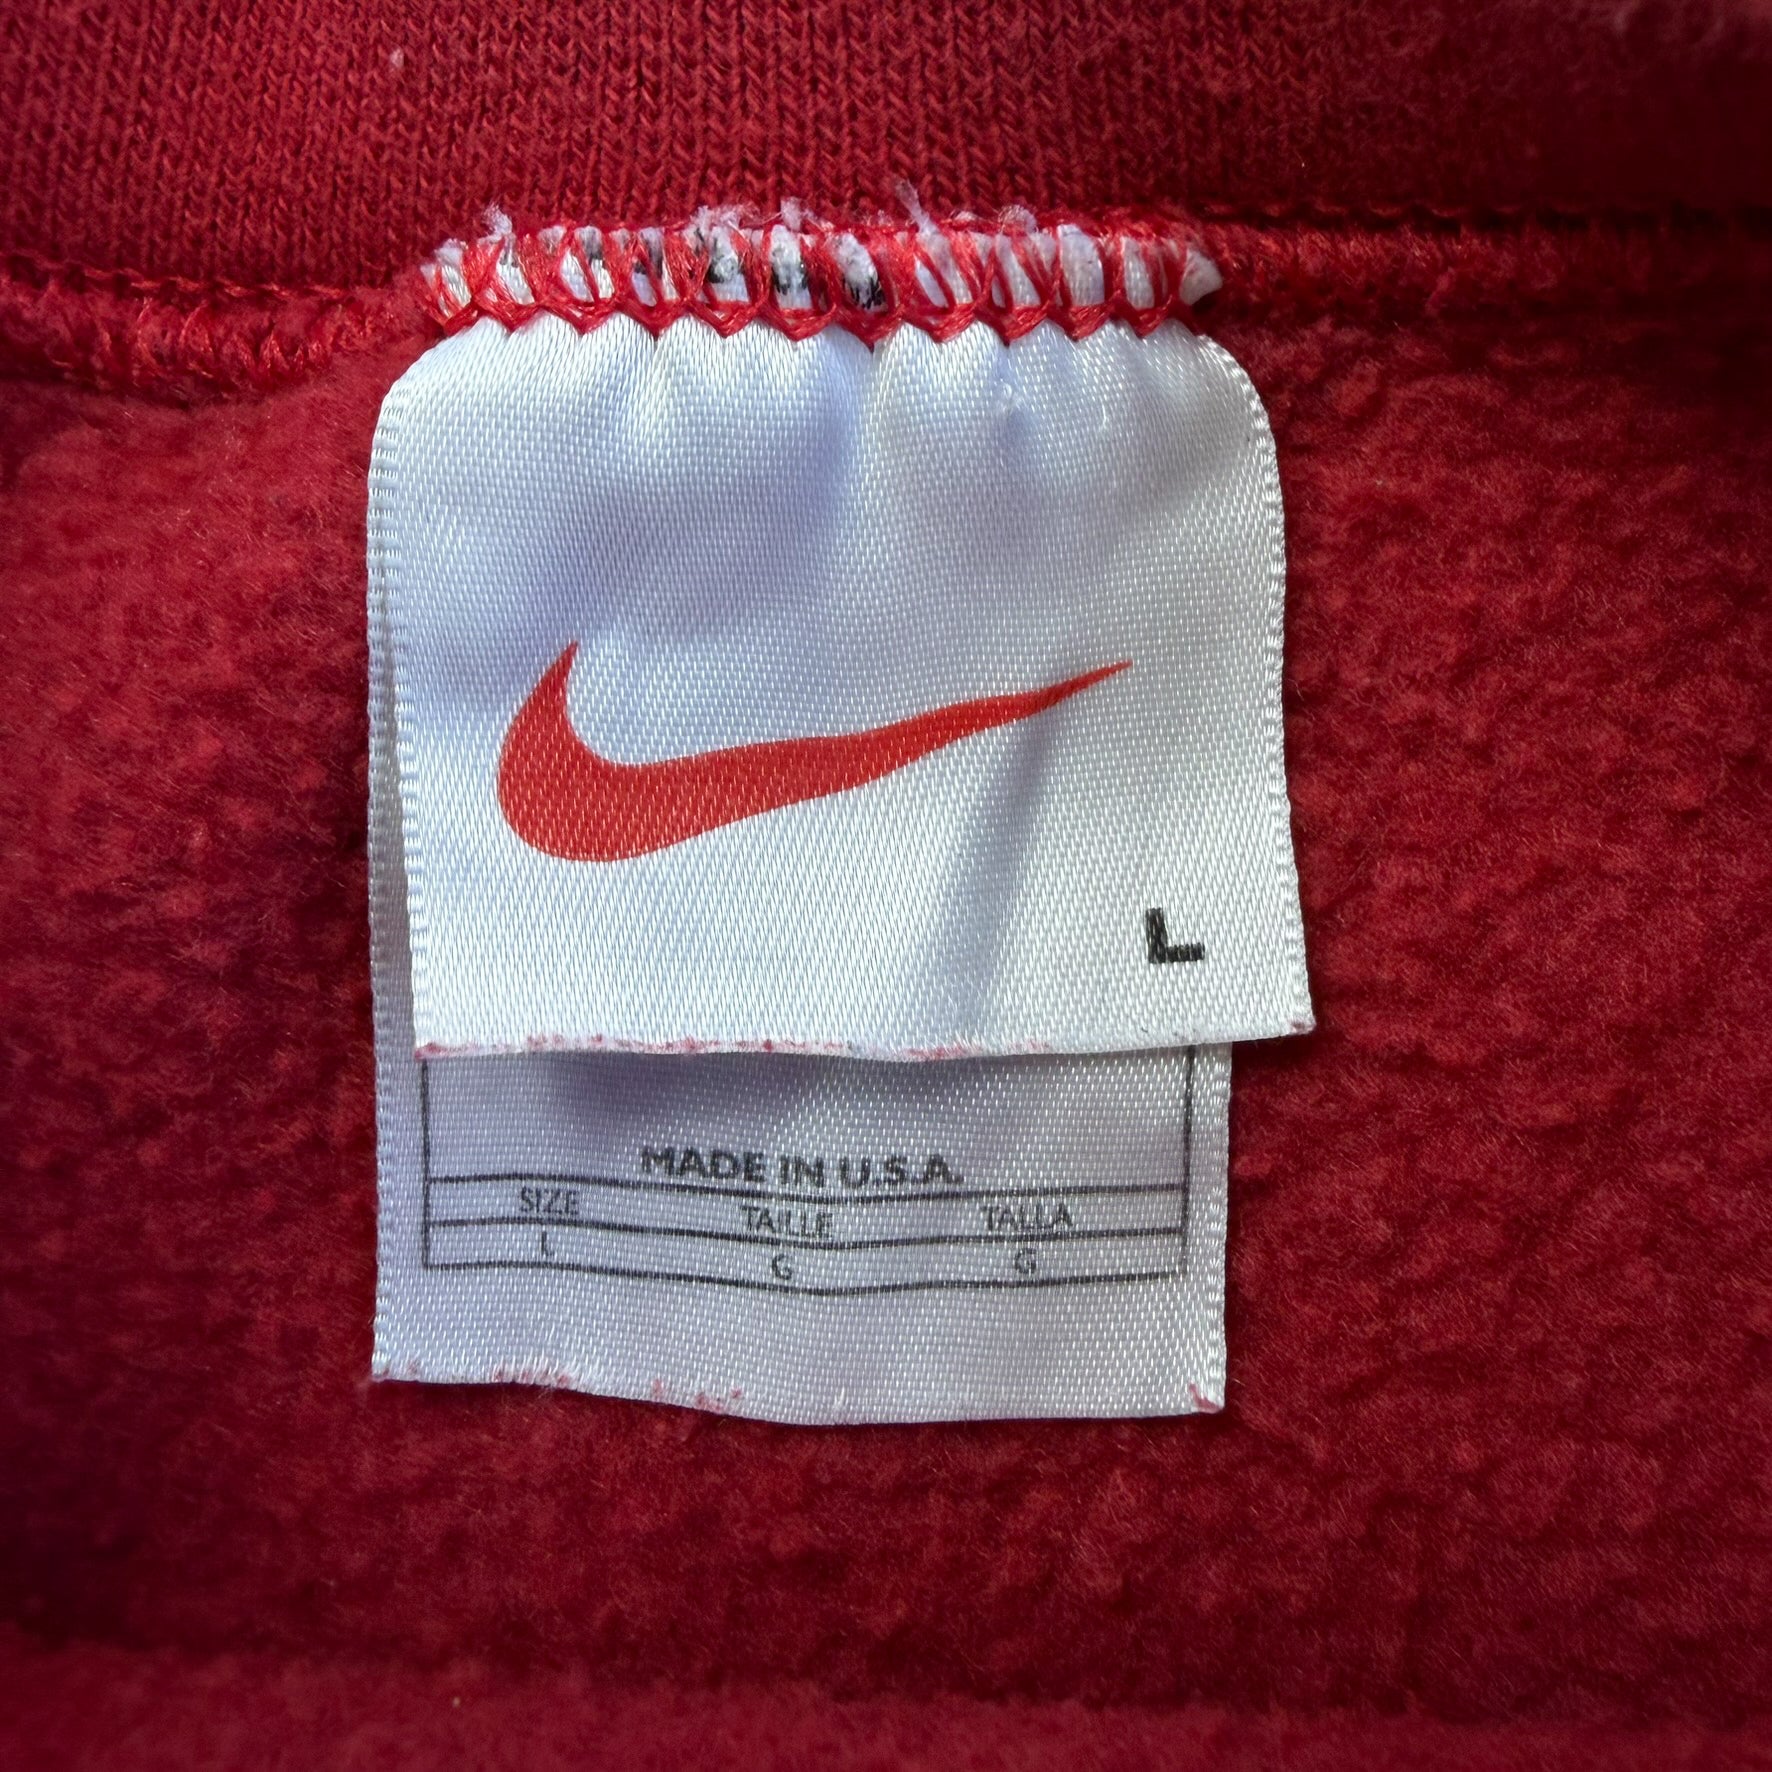 L
MADE IN U.S.A.
SIZE TAILLE TALLA
L G G